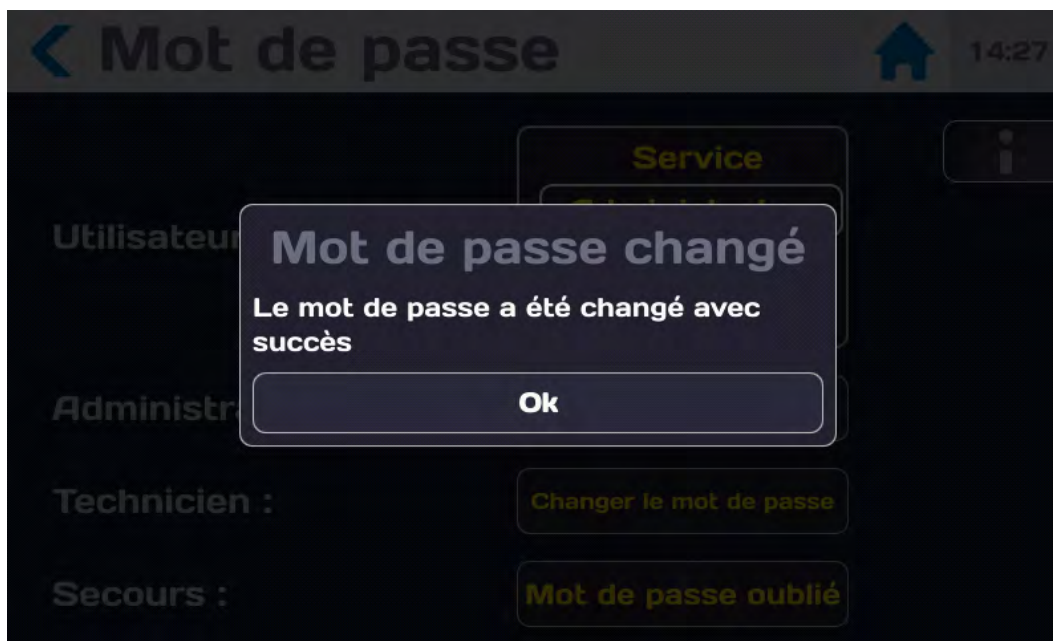 Mot de passe
14:27
Service
Utilisateur
Mot de passe changé
Le mot de passe a été changé avec
succès
Ok
Administra
Technicien :
Changer le mot de passe
Secours :
Mot de passe oublié